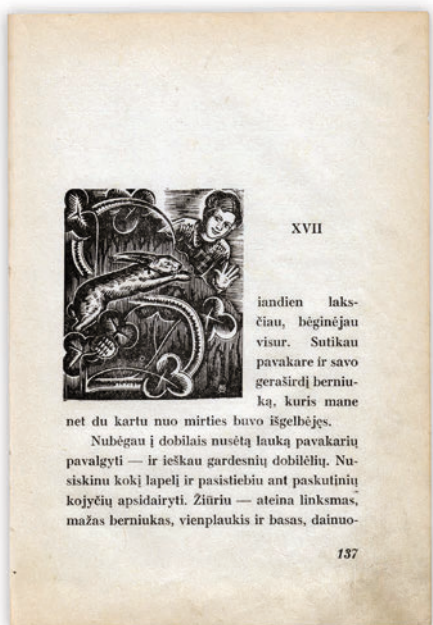 XVII
Šiandien laks-
čiau, bėginėjau
visur. Sutikau
pavakare ir savo
geraširdį berniu-
ką, kuris mane
net du kartu nuo mirties buvo išgelbėjęs.
Nubėgau į dobilais nusėtą lauką pavakarių
pavalgyti — ir ieškau gardesnių dobilėlių. Nu-
siskinu kokį lapelį ir pasistiebiu ant paskutinių
kojyčių apsidairyti. Žiūriu — ateina linksmas,
mažas berniukas, vienplaukis ir basas, dainuo-
137